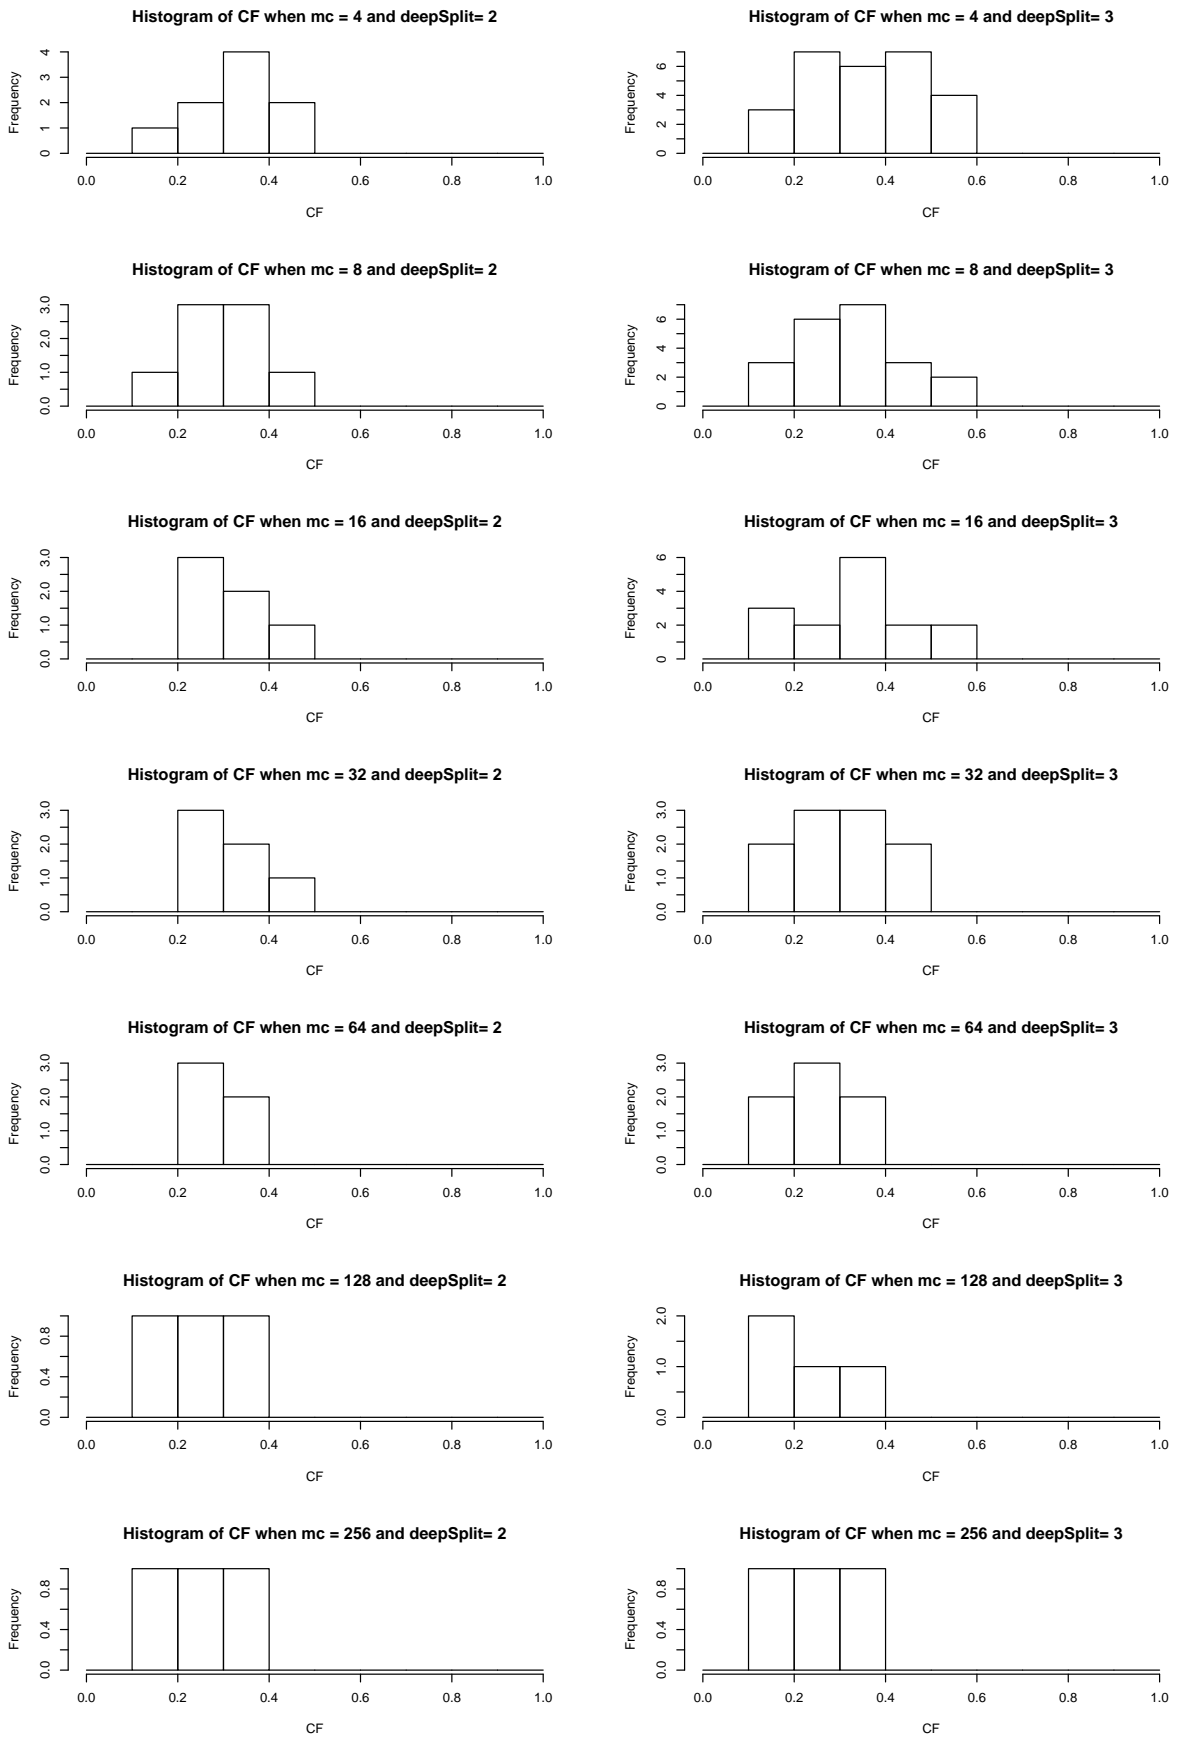 Histogram of CF when mc = 4 and deepSplit= 2
Frequency
0 1 2 3 4
0.0 0.2 0.4 0.6 0.8 1.0
CF
Histogram of CF when mc = 4 and deepSplit= 3
Frequency
0 2 4 6
0.0 0.2 0.4 0.6 0.8 1.0
CF
Histogram of CF when mc = 8 and deepSplit= 2
Frequency
0.0 1.0 2.0 3.0
0.0 0.2 0.4 0.6 0.8 1.0
CF
Histogram of CF when mc = 8 and deepSplit= 3
Frequency
0 2 4 6
0.0 0.2 0.4 0.6 0.8 1.0
CF
Histogram of CF when mc = 16 and deepSplit= 2
Frequency
0.0 1.0 2.0 3.0
0.0 0.2 0.4 0.6 0.8 1.0
CF
Histogram of CF when mc = 16 and deepSplit= 3
Frequency
0 2 4 6
0.0 0.2 0.4 0.6 0.8 1.0
CF
Histogram of CF when mc = 32 and deepSplit= 2
Frequency
0.0 1.0 2.0 3.0
0.0 0.2 0.4 0.6 0.8 1.0
CF
Histogram of CF when mc = 32 and deepSplit= 3
Frequency
0.0 1.0 2.0 3.0
0.0 0.2 0.4 0.6 0.8 1.0
CF
Histogram of CF when mc = 64 and deepSplit= 2
Frequency
0.0 1.0 2.0 3.0
0.0 0.2 0.4 0.6 0.8 1.0
CF
Histogram of CF when mc = 64 and deepSplit= 3
Frequency
0.0 1.0 2.0 3.0
0.0 0.2 0.4 0.6 0.8 1.0
CF
Histogram of CF when mc = 128 and deepSplit= 2
Frequency
0.0 0.4 0.8
0.0 0.2 0.4 0.6 0.8 1.0
CF
Histogram of CF when mc = 128 and deepSplit= 3
Frequency
0.0 1.0 2.0
0.0 0.2 0.4 0.6 0.8 1.0
CF
Histogram of CF when mc = 256 and deepSplit= 2
Frequency
0.0 0.4 0.8
0.0 0.2 0.4 0.6 0.8 1.0
CF
Histogram of CF when mc = 256 and deepSplit= 3
Frequency
0.0 0.4 0.8
0.0 0.2 0.4 0.6 0.8 1.0
CF